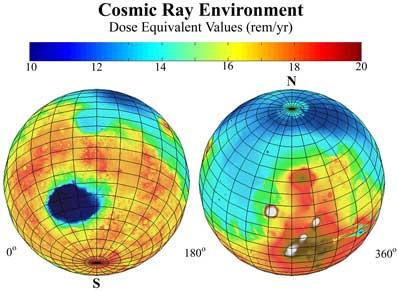 Cosmic Ray Environment
Dose Equivalent Values (rem/yr)
10 12 14 16 18 20
N
0° 180° 360°
S